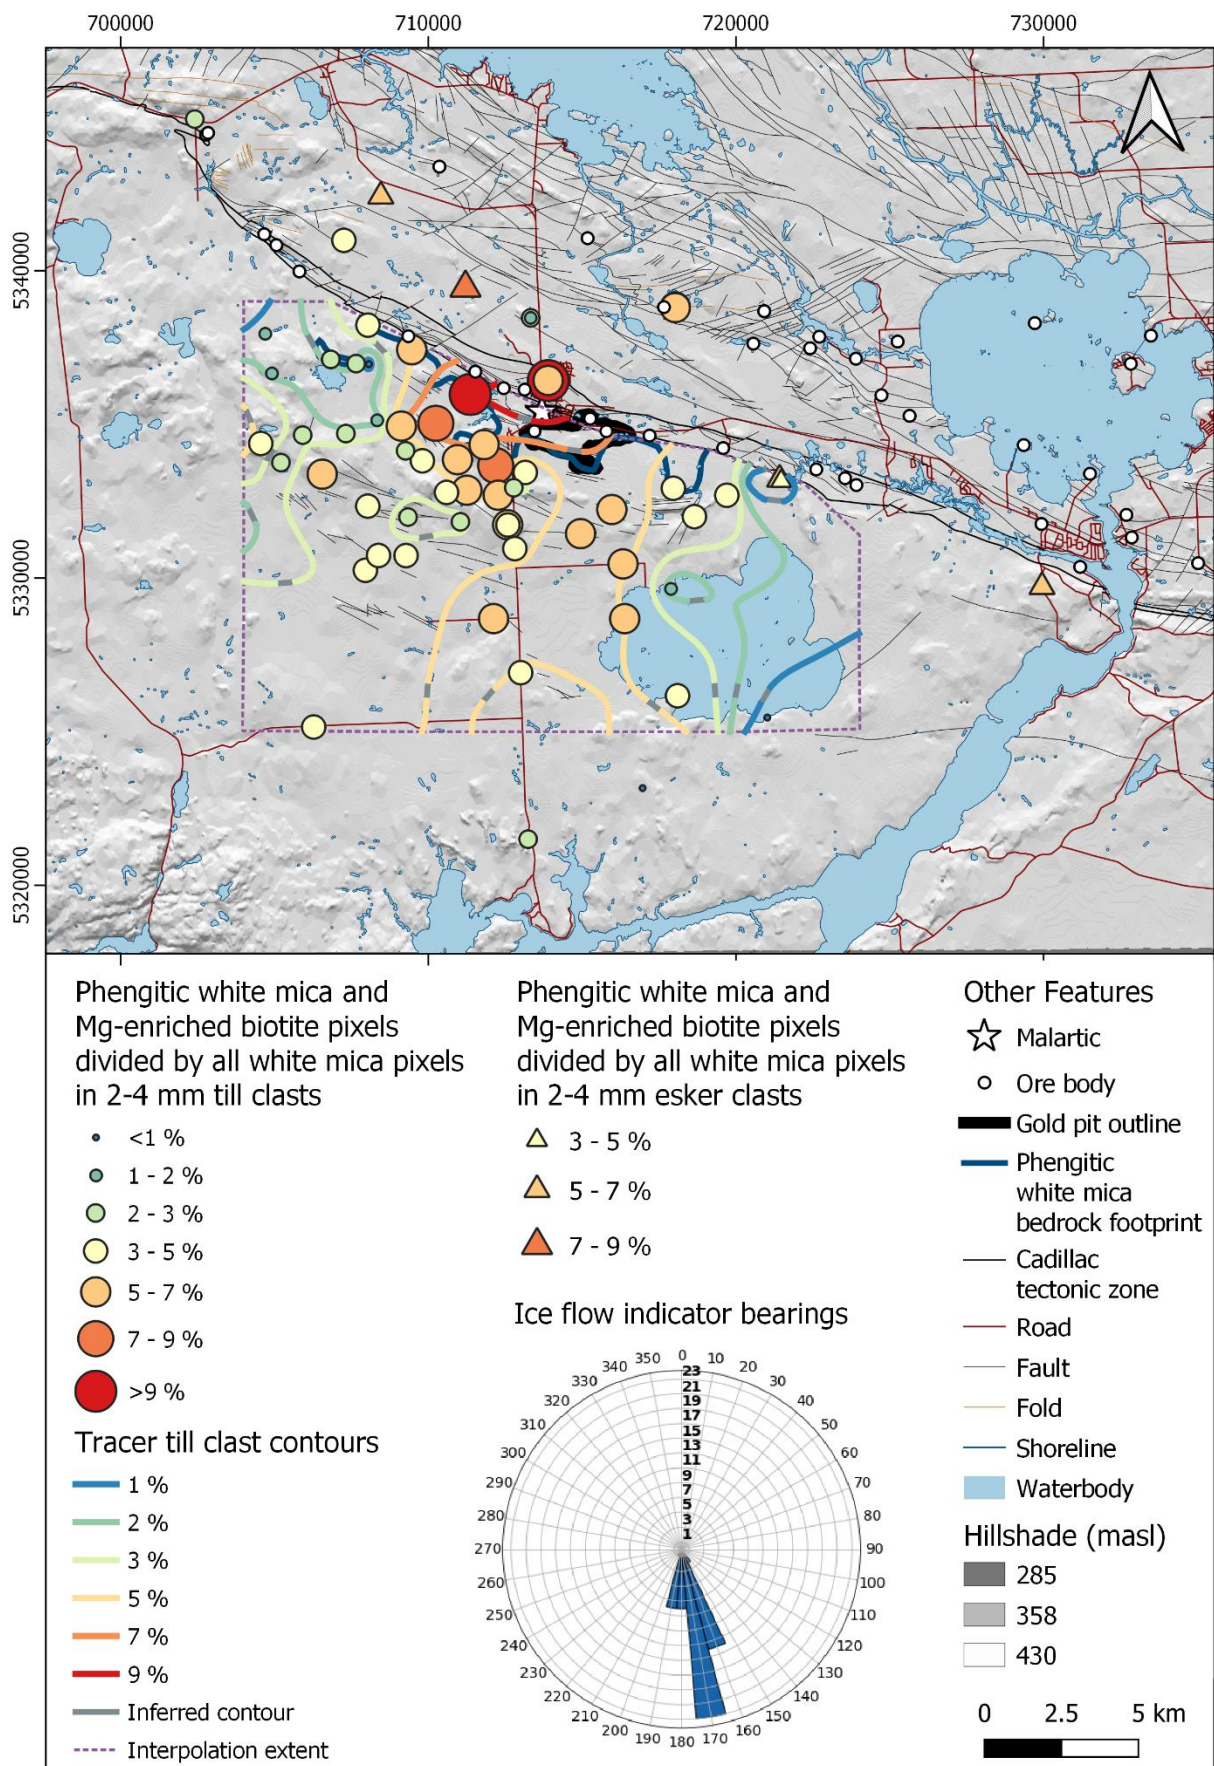 700000
710000
720000
730000
5340000
5330000
5320000
Phengitic white mica and
Mg-enriched biotite pixels
divided by all white mica pixels
in 2-4 mm till clasts
<1 %
1 - 2 %
2 - 3 %
3 - 5 %
5 - 7 %
7 - 9 %
>9 %
Tracer till clast contours
1 %
2 %
3 %
5 %
7 %
9 %
Inferred contour
Interpolation extent
Phengitic white mica and
Mg-enriched biotite pixels
divided by all white mica pixels
in 2-4 mm esker clasts
3 - 5 %
5 - 7 %
7 - 9 %
Ice flow indicator bearings
0
10
20
30
40
50
60
70
80
90
100
110
120
130
140
150
160
170
180
190
200
210
220
230
240
250
260
270
280
290
300
310
320
330
340
350
23
21
19
17
15
13
11
9
7
5
3
1
Other Features
Malartic
Ore body
Gold pit outline
Phengitic
white mica
bedrock footprint
Cadillac
tectonic zone
Road
Fault
Fold
Shoreline
Waterbody
Hillshade (masl)
285
358
430
0 2.5 5 km